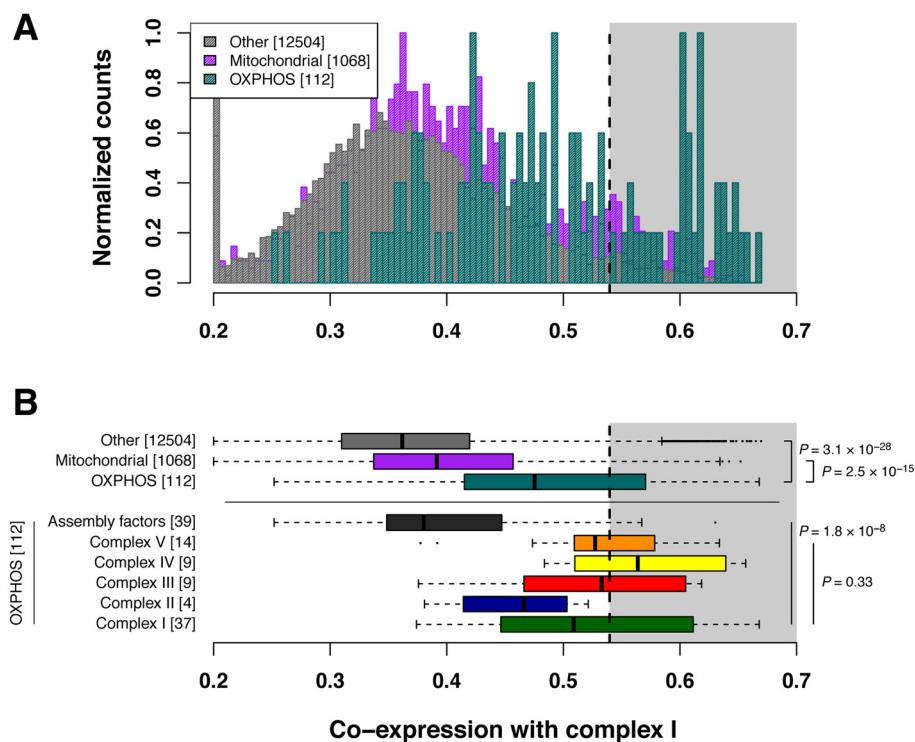 A
Normalized counts
1.0
0.8
0.6
0.4
0.2
0.0
Other [12504]
Mitochondrial [1068]
OXPHOS [112]
0.2 0.3 0.4 0.5 0.6 0.7
B
Other [12504]
Mitochondrial [1068]
OXPHOS [112]
P = 3.1 × 10−28
P = 2.5 × 10−15
OXPHOS [112]
Assembly factors [39]
Complex V [14]
Complex IV [9]
Complex III [9]
Complex II [4]
Complex I [37]
P = 1.8 × 10−8
P = 0.33
0.2 0.3 0.4 0.5 0.6 0.7
Co-expression with complex I